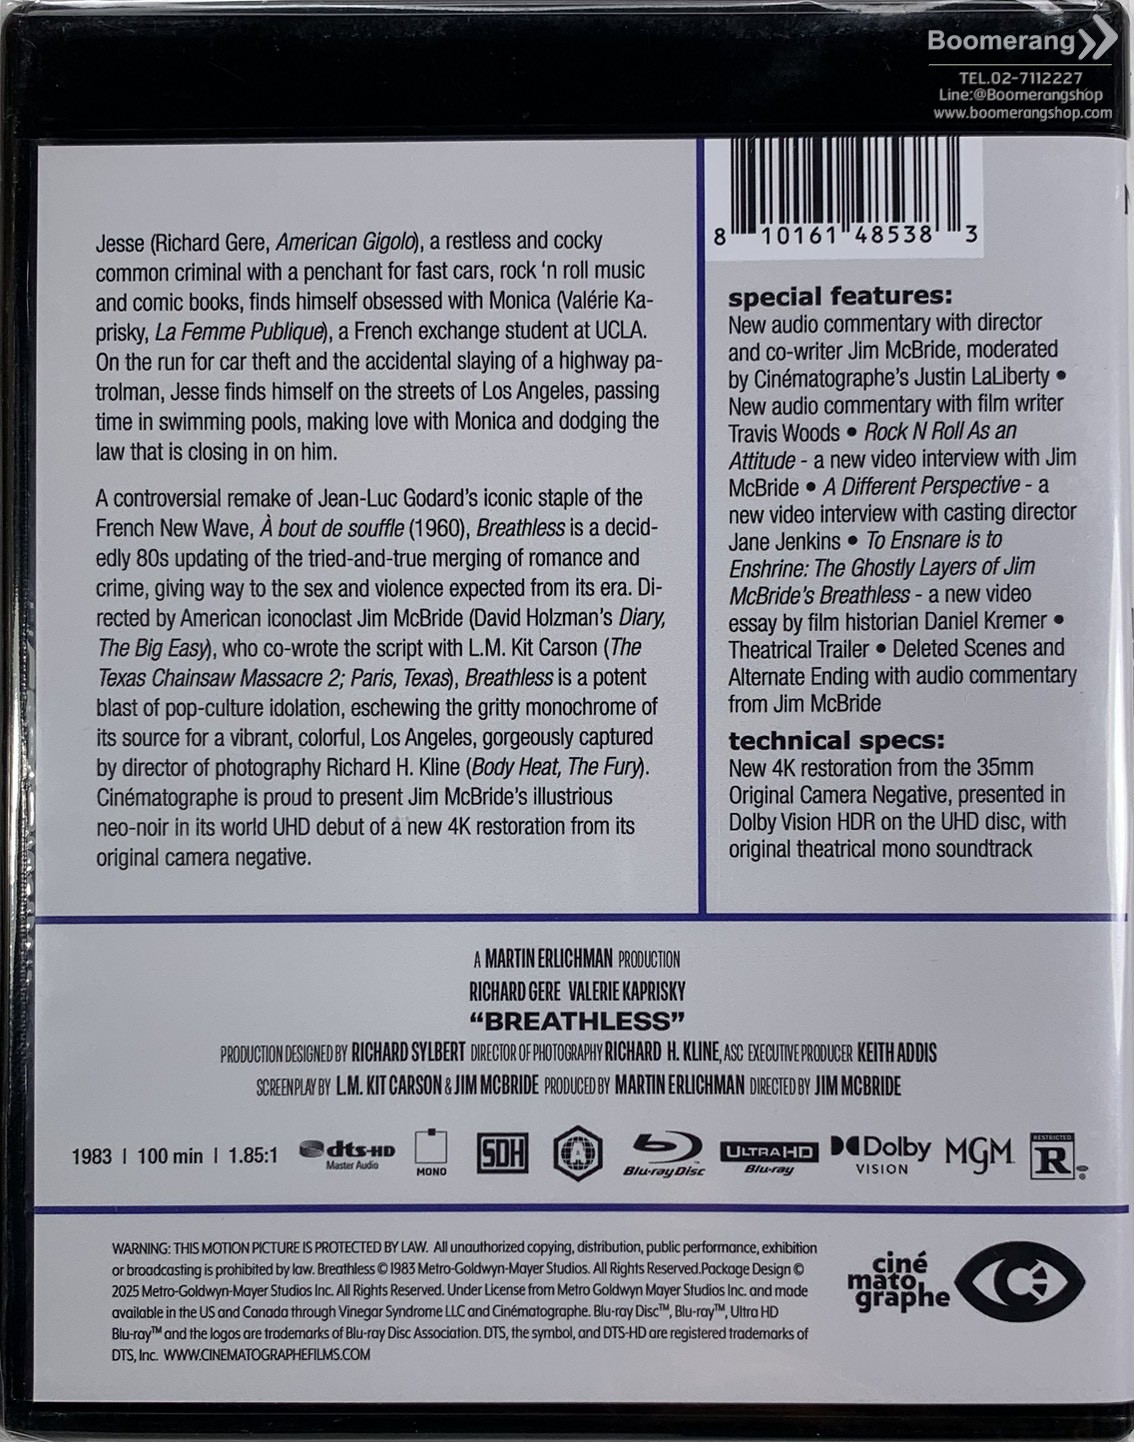 Boomerang
TEL.02-7112227
Line:@Boomerangshop
www.boomerangshop.com
8 10161 48538 3
Jesse (Richard Gere, American Gigolo), a restless and cocky
common criminal with a penchant for fast cars, rock 'n roll music
and comic books, finds himself obsessed with Monica (Valérie Ka-
prisky, La Femme Publique), a French exchange student at UCLA.
On the run for car theft and the accidental slaying of a highway pa-
trolman, Jesse finds himself on the streets of Los Angeles, passing
time in swimming pools, making love with Monica and dodging the
law that is closing in on him.
A controversial remake of Jean-Luc Godard's iconic staple of the
French New Wave, À bout de souffle (1960), Breathless is a decid-
edly 80s updating of the tried-and-true merging of romance and
crime, giving way to the sex and violence expected from its era. Di-
rected by American iconoclast Jim McBride (David Holzman's Diary,
The Big Easy), who co-wrote the script with L.M. Kit Carson (The
Texas Chainsaw Massacre 2; Paris, Texas), Breathless is a potent
blast of pop-culture idolation, eschewing the gritty monochrome of
its source for a vibrant, colorful, Los Angeles, gorgeously captured
by director of photography Richard H. Kline (Body Heat, The Fury).
Cinématographe is proud to present Jim McBride's illustrious
neo-noir in its world UHD debut of a new 4K restoration from its
original camera negative.
special features:
New audio commentary with director
and co-writer Jim McBride, moderated
by Cinématographe's Justin LaLiberty •
New audio commentary with film writer
Travis Woods • Rock N Roll As an
Attitude - a new video interview with Jim
McBride • A Different Perspective - a
new video interview with casting director
Jane Jenkins • To Ensnare is to
Enshrine: The Ghostly Layers of Jim
McBride's Breathless - a new video
essay by film historian Daniel Kremer •
Theatrical Trailer • Deleted Scenes and
Alternate Ending with audio commentary
from Jim McBride
technical specs:
New 4K restoration from the 35mm
Original Camera Negative, presented in
Dolby Vision HDR on the UHD disc, with
original theatrical mono soundtrack
A MARTIN ERLICHMAN PRODUCTION
RICHARD GERE VALERIE KAPRISKY
"BREATHLESS"
PRODUCTION DESIGNED BY RICHARD SYLBERT DIRECTOR OF PHOTOGRAPHY RICHARD H. KLINE, ASC EXECUTIVE PRODUCER KEITH ADDIS
SCREENPLAY BY L.M. KIT CARSON & JIM MCBRIDE PRODUCED BY MARTIN ERLICHMAN DIRECTED BY JIM MCBRIDE
1983 | 100 min | 1.85:1 dts-HD Master Audio MONO SDH A Blu-ray Disc ULTRA HD Blu-ray Dolby VISION MGM RESTRICTED R
WARNING: THIS MOTION PICTURE IS PROTECTED BY LAW. All unauthorized copying, distribution, public performance, exhibition
or broadcasting is prohibited by law. Breathless © 1983 Metro-Goldwyn-Mayer Studios. All Rights Reserved.Package Design ©
2025 Metro-Goldwyn-Mayer Studios Inc. All Rights Reserved. Under License from Metro Goldwyn Mayer Studios Inc. and made
available in the US and Canada through Vinegar Syndrome LLC and Cinématographe. Blu-ray Disc™, Blu-ray™, Ultra HD
Blu-ray™ and the logos are trademarks of Blu-ray Disc Association. DTS, the symbol, and DTS-HD are registered trademarks of
DTS, Inc. WWW.CINEMATOGRAPHEFILMS.COM
ciné
mato
graphe